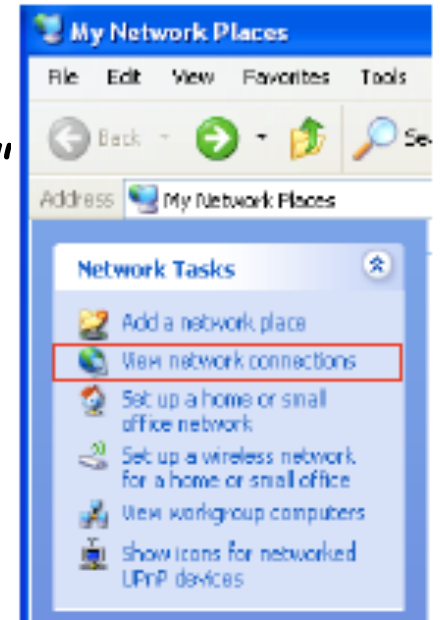 My Network Places
File Edit View Favorites Tools
Back Se
Address My Network Places
Network Tasks
Add a network place
View network connections
Set up a home or small
office network
Set up a wireless network
for a home or small office
View workgroup computers
Show icons for networked
UPnP devices